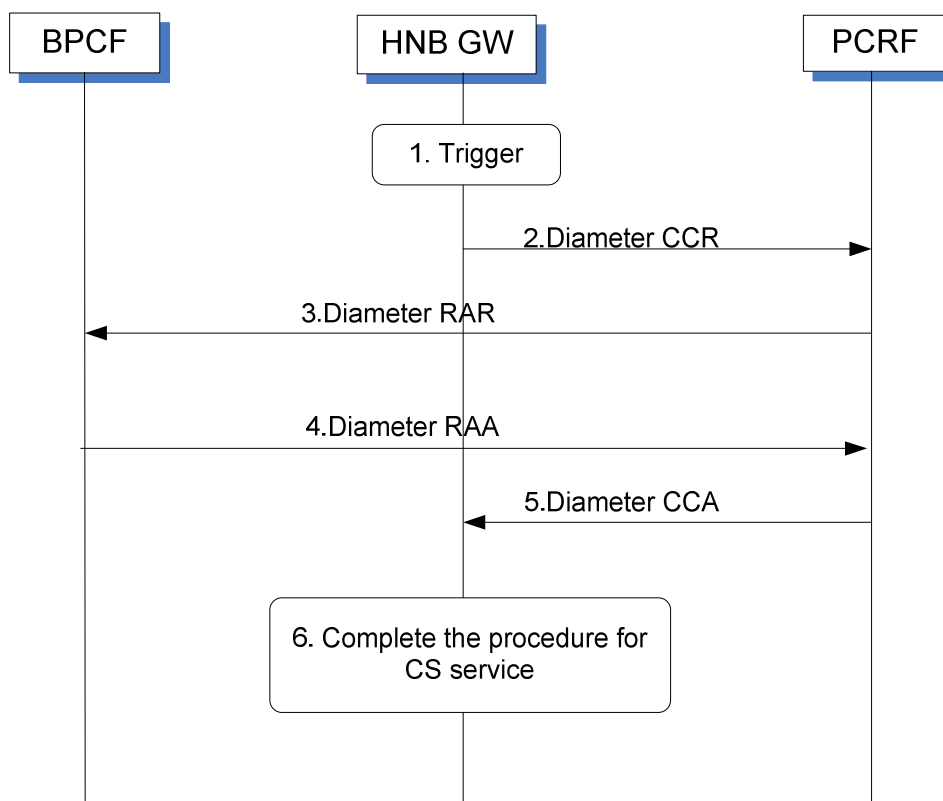 BPCF
HNB GW
PCRF
1. Trigger
2.Diameter CCR
3.Diameter RAR
4.Diameter RAA
5.Diameter CCA
6. Complete the procedure for
CS service